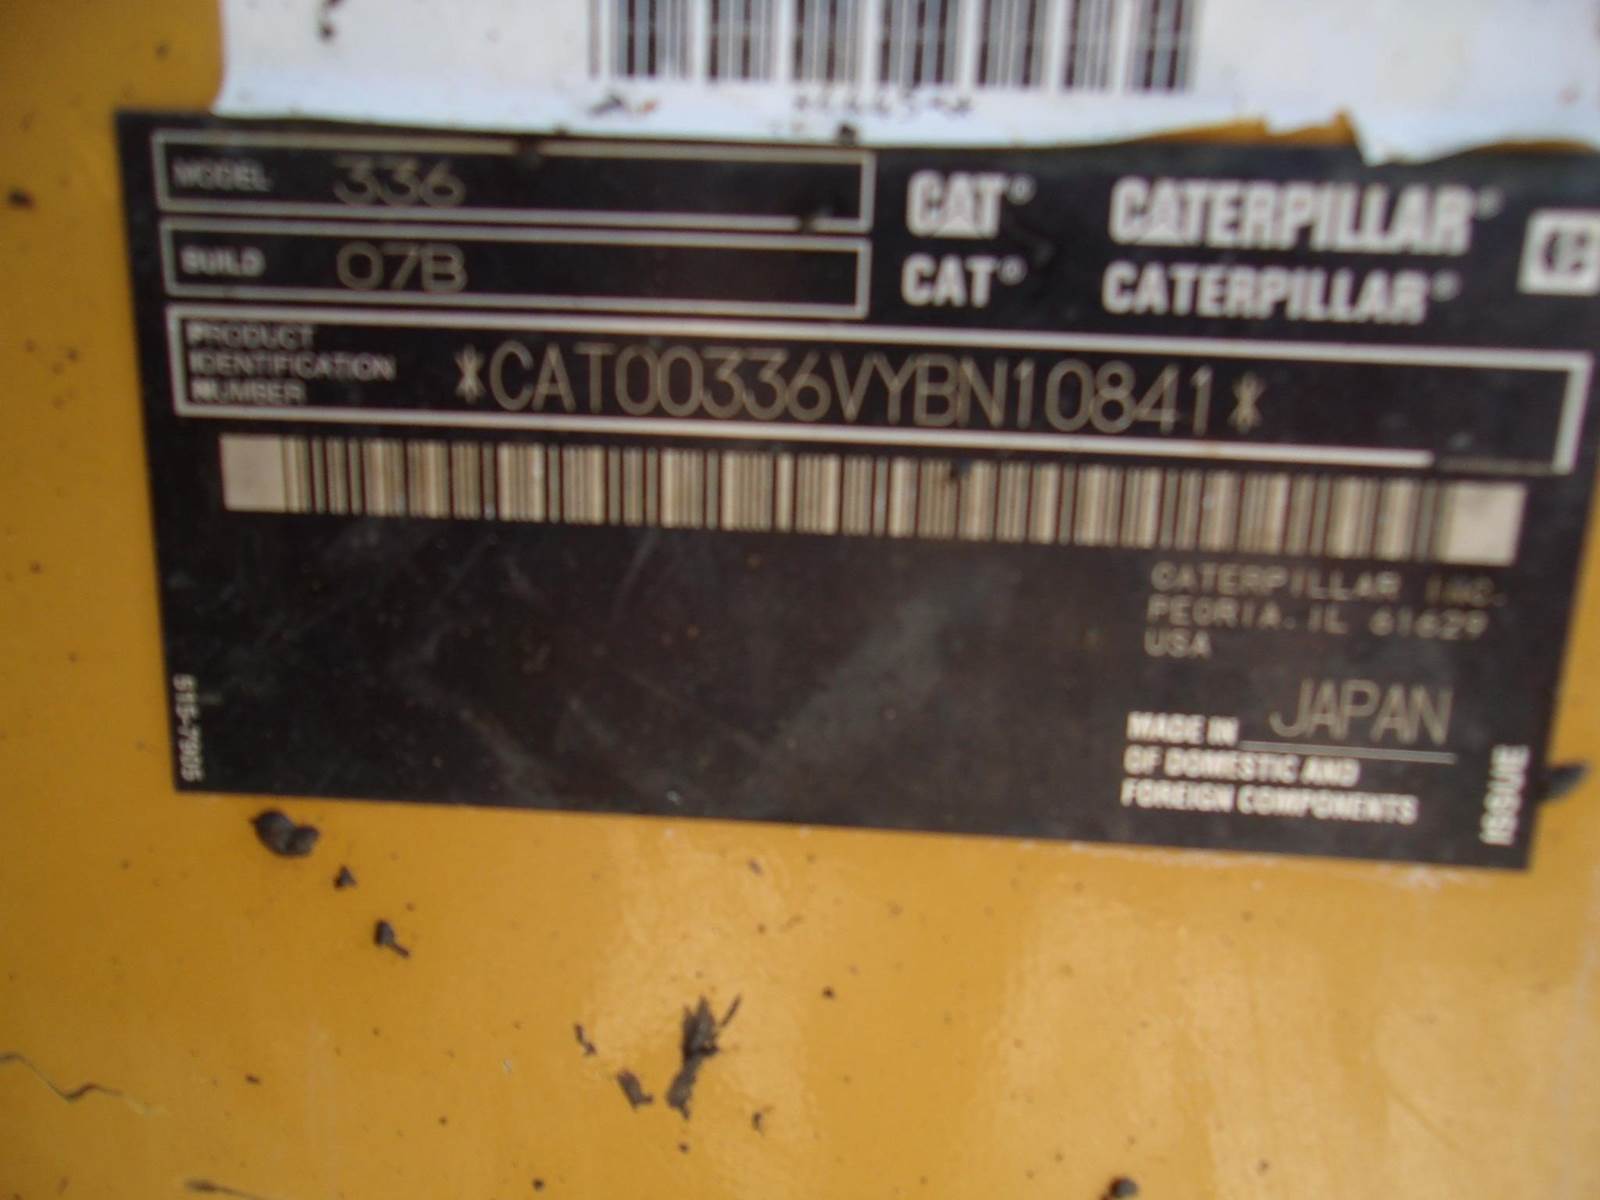 MODEL 336
BUILD 07B
CAT® CATERPILLAR®
CAT® CATERPILLAR®
PRODUCT
IDENTIFICATION
NUMBER
*CAT00336VYBN10841*
CATERPILLAR INC.
PEORIA, IL 61629
USA
MADE IN JAPAN
OF DOMESTIC AND
FOREIGN COMPONENTS
ISSUE